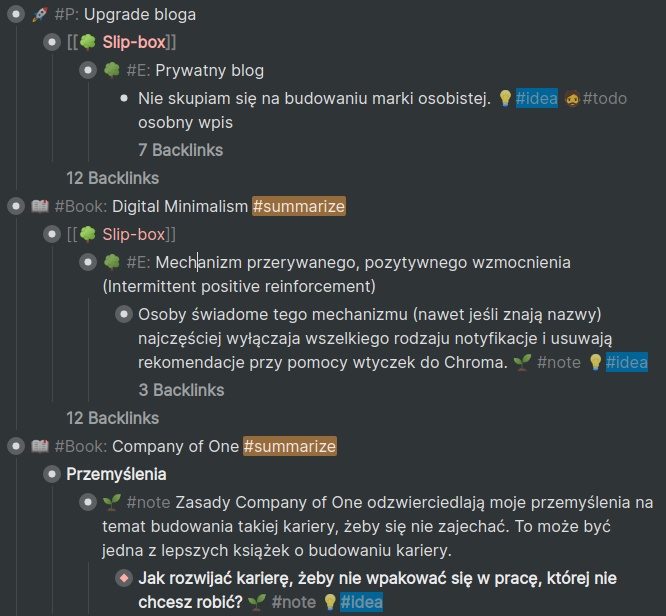 🚀 #P: Upgrade bloga
[[🌳 Slip-box]]
🌳 #E: Prywatny blog
Nie skupiam się na budowaniu marki osobistej. 💡#idea 🧔#todo
osobny wpis
7 Backlinks
12 Backlinks
📖 #Book: Digital Minimalism #summarize
[[🌳 Slip-box]]
🌳 #E: Mechanizm przerywanego, pozytywnego wzmocnienia
(Intermittent positive reinforcement)
Osoby świadome tego mechanizmu (nawet jeśli znają nazwy)
najczęściej wyłączaja wszelkiego rodzaju notyfikacje i usuwają
rekomendacje przy pomocy wtyczek do Chroma. 🌱 #note 💡#idea
3 Backlinks
12 Backlinks
📖 #Book: Company of One #summarize
Przemyślenia
🌱 #note Zasady Company of One odzwierciedlają moje przemyślenia na
temat budowania takiej kariery, żeby się nie zajechać. To może być
jedna z lepszych książek o budowaniu kariery.
Jak rozwijać karierę, żeby nie wpakować się w pracę, której nie
chcesz robić? 🌱 #note 💡#idea